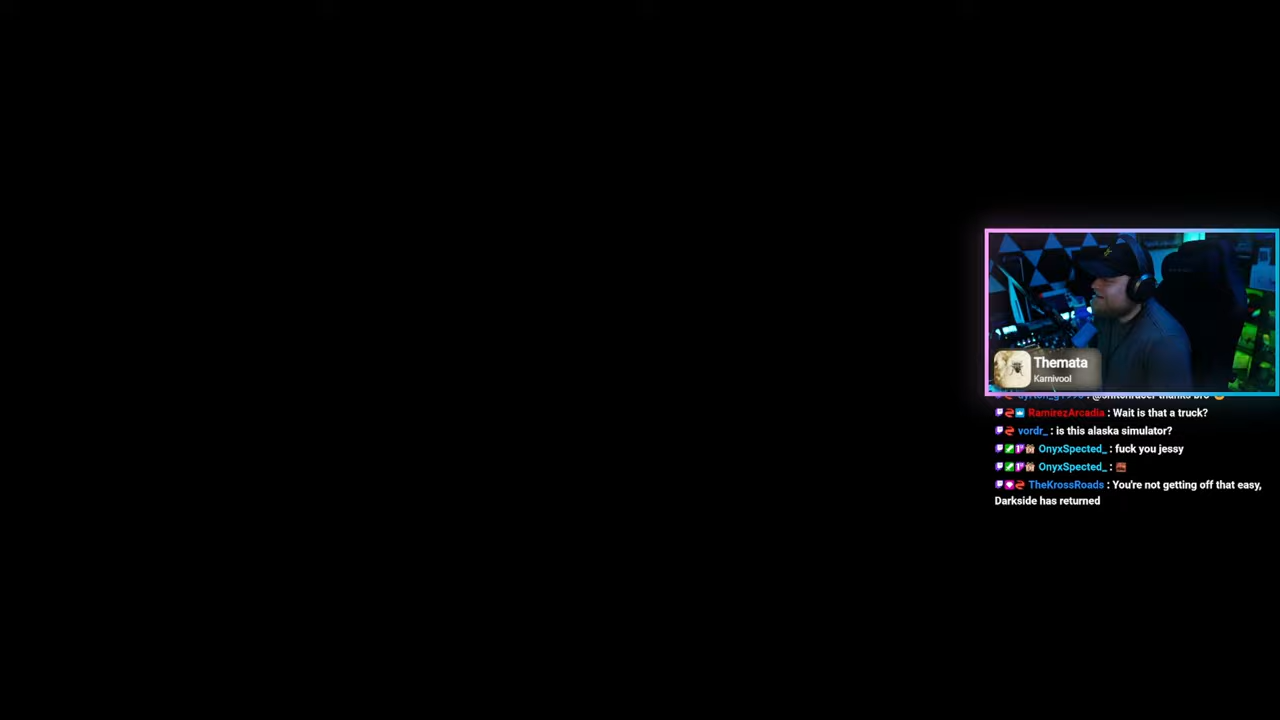 Themata
Karnivool
RamirezArcadia : Wait is that a truck?
vordr_ : is this alaska simulator?
OnyxSpected_ : fuck you jessy
OnyxSpected_ :
TheKrossRoads : You're not getting off that easy,
Darkside has returned